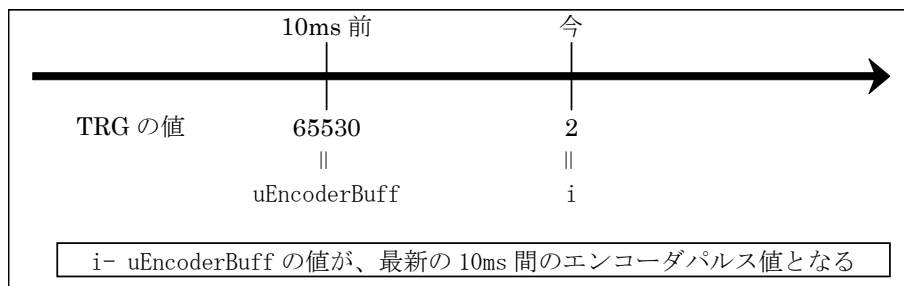 10ms 前 今
TRG の値 65530 2
|| ||
uEncoderBuff i
i- uEncoderBuff の値が、最新の 10ms 間のエンコーダパルス値となる